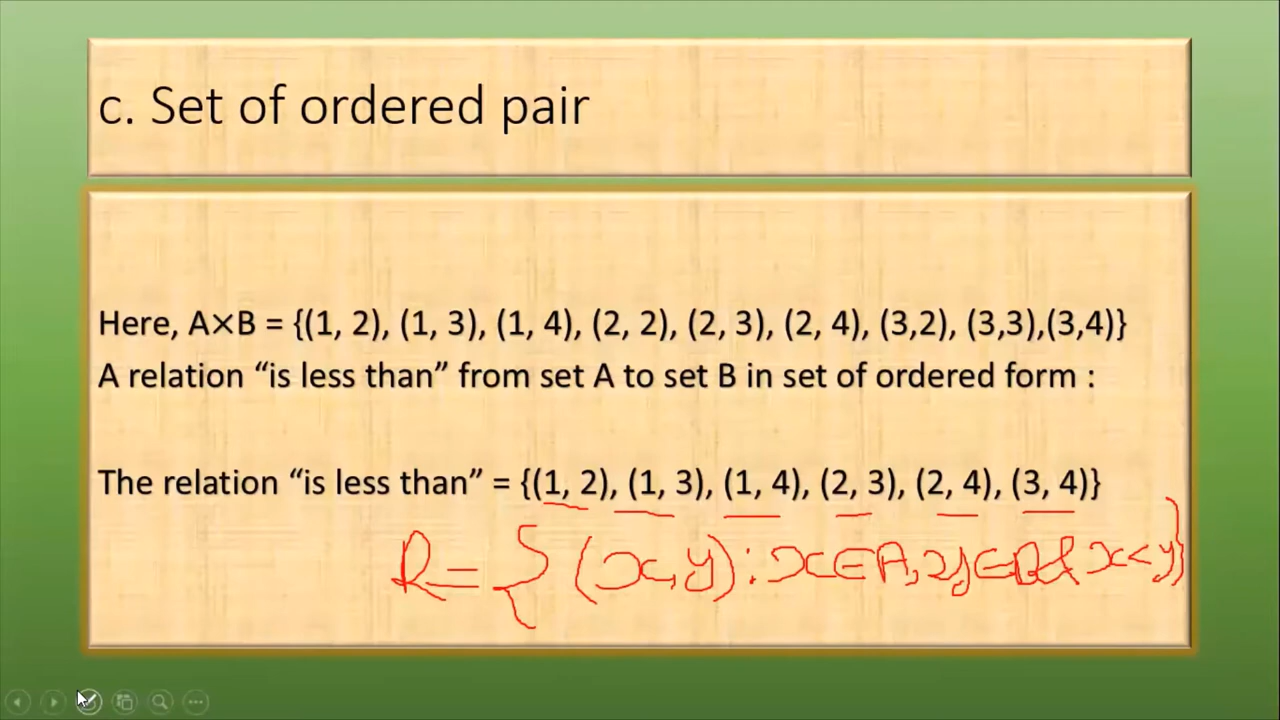 c. Set of ordered pair
Here, A×B = {(1, 2), (1, 3), (1, 4), (2, 2), (2, 3), (2, 4), (3,2), (3,3),(3,4)}
A relation “is less than” from set A to set B in set of ordered form :
The relation “is less than” = {(1, 2), (1, 3), (1, 4), (2, 3), (2, 4), (3, 4)}
R = { (x, y) : x ∈ A, y ∈ B & x < y}